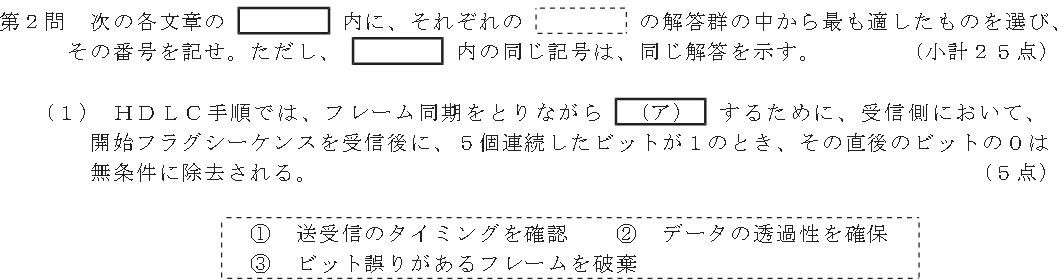 第２問　次の各文章の　　　　　内に、それぞれの　　　　　の解答群の中から最も適したものを選び、
その番号を記せ。ただし、　　　　　内の同じ記号は、同じ解答を示す。　（小計２５点）
（１）　ＨＤＬＣ手順では、フレーム同期をとりながら　（ア）　するために、受信側において、
開始フラグシーケンスを受信後に、５個連続したビットが１のとき、その直後のビットの０は
無条件に除去される。　（５点）
①　送受信のタイミングを確認　　②　データの透過性を確保
③　ビット誤りがあるフレームを破棄